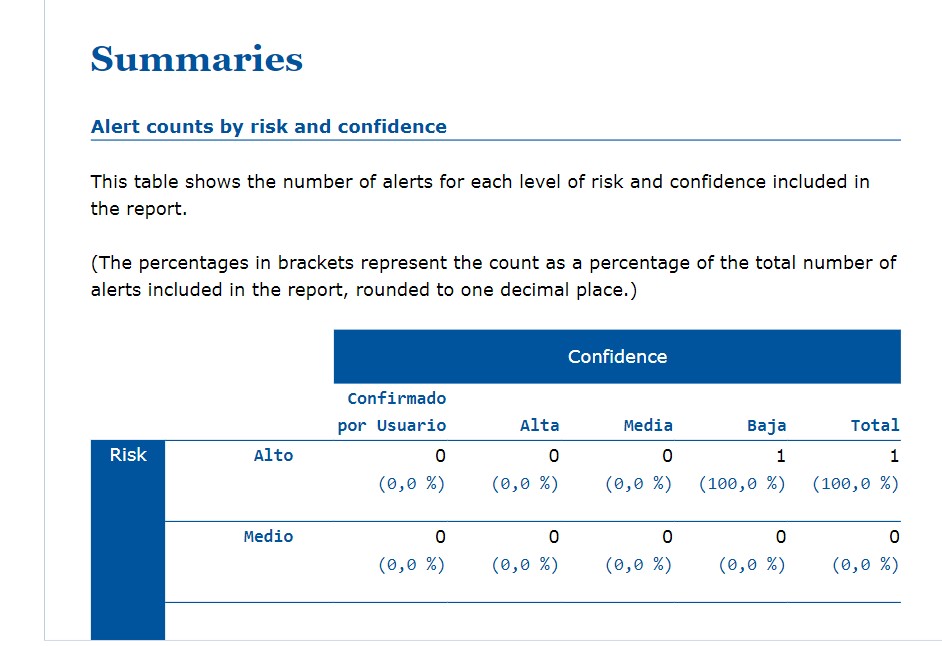 Summaries
Alert counts by risk and confidence
This table shows the number of alerts for each level of risk and confidence included in
the report.
(The percentages in brackets represent the count as a percentage of the total number of
alerts included in the report, rounded to one decimal place.)
Confidence
Confirmado
por Usuario Alta Media Baja Total
Risk Alto 0 0 0 1 1
(0,0 %) (0,0 %) (0,0 %) (100,0 %) (100,0 %)
Medio 0 0 0 0 0
(0,0 %) (0,0 %) (0,0 %) (0,0 %) (0,0 %)